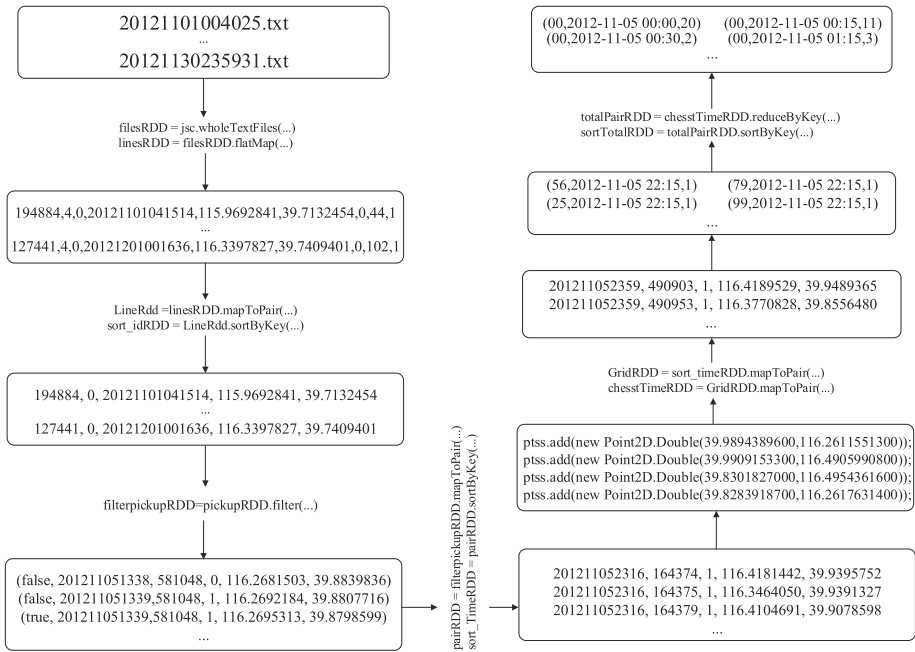 20121101004025.txt
...
20121130235931.txt
filesRDD = jsc.wholeTextFiles(...)
linesRDD = filesRDD.flatMap(...)
194884,4,0,20121101041514,115.9692841,39.7132454,0,44,1
...
127441,4,0,20121201001636,116.3397827,39.7409401,0,102,1
LineRdd =linesRDD.mapToPair(...)
sort_idRDD = LineRdd.sortByKey(...)
194884, 0, 20121101041514, 115.9692841, 39.7132454
...
127441, 0, 20121201001636, 116.3397827, 39.7409401
filterpickupRDD=pickupRDD.filter(...)
(false, 201211051338, 581048, 0, 116.2681503, 39.8839836)
(false, 201211051339,581048, 1, 116.2692184, 39.8807716)
(true, 201211051339,581048, 1, 116.2695313, 39.8798599)
...
pairRDD = filterpickupRDD.mapToPair(...)
sort_TimeRDD = pairRDD.sortByKey(...)
201211052316, 164374, 1, 116.4181442, 39.9395752
201211052316, 164375, 1, 116.3464050, 39.9391327
201211052316, 164379, 1, 116.4104691, 39.9078598
...
ptss.add(new Point2D.Double(39.9894389600,116.2611551300));
ptss.add(new Point2D.Double(39.9909153300,116.4905990800));
ptss.add(new Point2D.Double(39.8301827000,116.4954361600));
ptss.add(new Point2D.Double(39.8283918700,116.2617631400));
GridRDD = sort_timeRDD.mapToPair(...)
chesstTimeRDD = GridRDD.mapToPair(...)
201211052359, 490903, 1, 116.4189529, 39.9489365
201211052359, 490953, 1, 116.3770828, 39.8556480
...
(56,2012-11-05 22:15,1) (79,2012-11-05 22:15,1)
(25,2012-11-05 22:15,1) (99,2012-11-05 22:15,1)
...
totalPairRDD = chesstTimeRDD.reduceByKey(...)
sortTotalRDD = totalPairRDD.sortByKey(...)
(00,2012-11-05 00:00,20) (00,2012-11-05 00:15,11)
(00,2012-11-05 00:30,2) (00,2012-11-05 01:15,3)
...